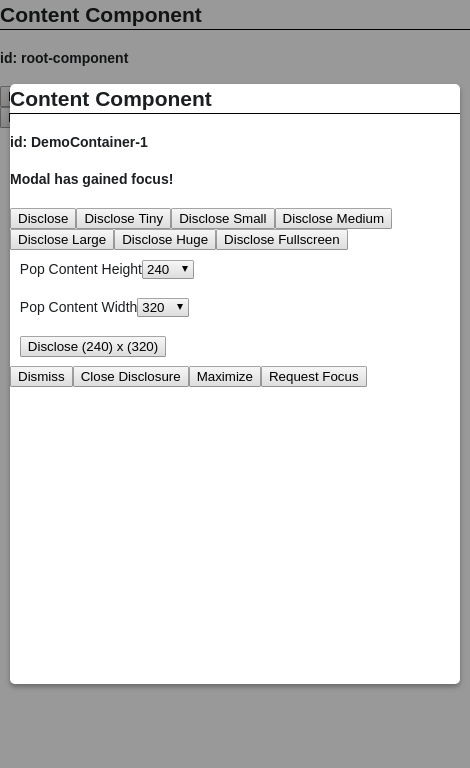 Content Component
id: root-component
Content Component
id: DemoContainer-1
Modal has gained focus!
Disclose Disclose Tiny Disclose Small Disclose Medium
Disclose Large Disclose Huge Disclose Fullscreen
Pop Content Height 240
Pop Content Width 320
Disclose (240) x (320)
Dismiss Close Disclosure Maximize Request Focus